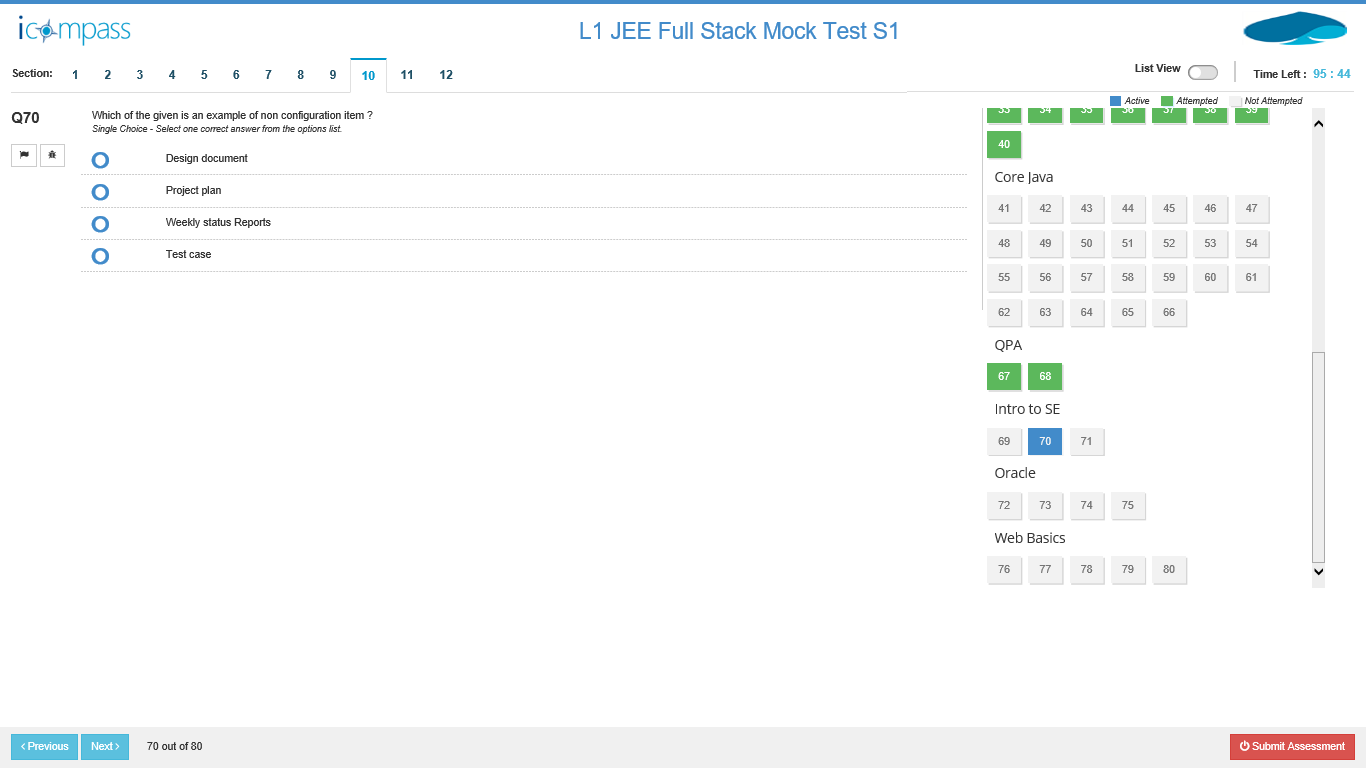 icompass
L1 JEE Full Stack Mock Test S1
Section: 1 2 3 4 5 6 7 8 9 10 11 12
List View
Time Left : 95 : 44
Active Attempted Not Attempted
Q70
Which of the given is an example of non configuration item ?
Single Choice - Select one correct answer from the options list.
Design document
Project plan
Weekly status Reports
Test case
33 34 35 36 37 38 39
40
Core Java
41 42 43 44 45 46 47
48 49 50 51 52 53 54
55 56 57 58 59 60 61
62 63 64 65 66
QPA
67 68
Intro to SE
69 70 71
Oracle
72 73 74 75
Web Basics
76 77 78 79 80
Previous Next 70 out of 80
Submit Assessment